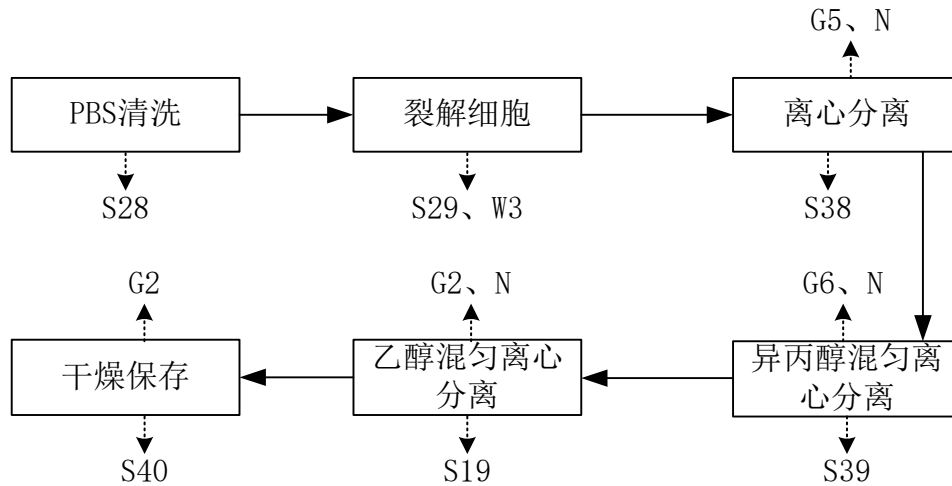 G5、N
PBS清洗
裂解细胞
离心分离
S28
S29、W3
S38
G2
G2、N
G6、N
干燥保存
乙醇混匀离心
分离
异丙醇混匀离
心分离
S40
S19
S39